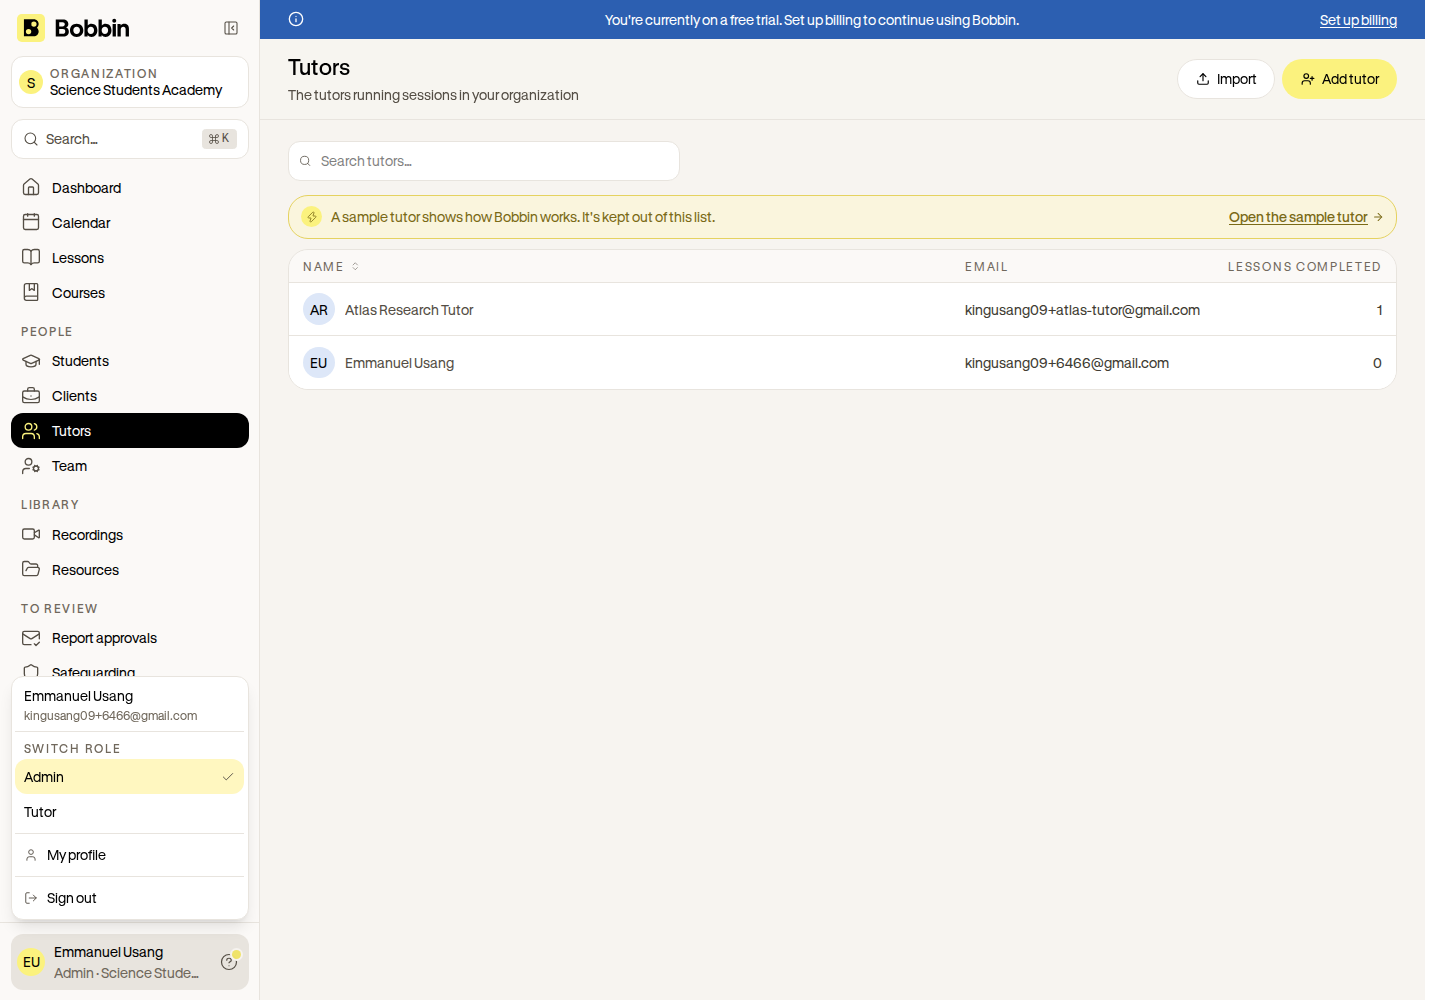 Bobbin
ORGANIZATION
S
Science Students Academy
Search...
⌘ K
Dashboard
Calendar
Lessons
Courses
PEOPLE
Students
Clients
Tutors
Team
LIBRARY
Recordings
Resources
TO REVIEW
Report approvals
Safeguarding
Emmanuel Usang
kingusang09+6466@gmail.com
SWITCH ROLE
Admin
Tutor
My profile
Sign out
EU
Emmanuel Usang
Admin · Science Stude...
You're currently on a free trial. Set up billing to continue using Bobbin.
Set up billing
Tutors
The tutors running sessions in your organization
Import
Add tutor
Search tutors...
A sample tutor shows how Bobbin works. It's kept out of this list.
Open the sample tutor
NAME EMAIL LESSONS COMPLETED
AR Atlas Research Tutor kingusang09+atlas-tutor@gmail.com 1
EU Emmanuel Usang kingusang09+6466@gmail.com 0